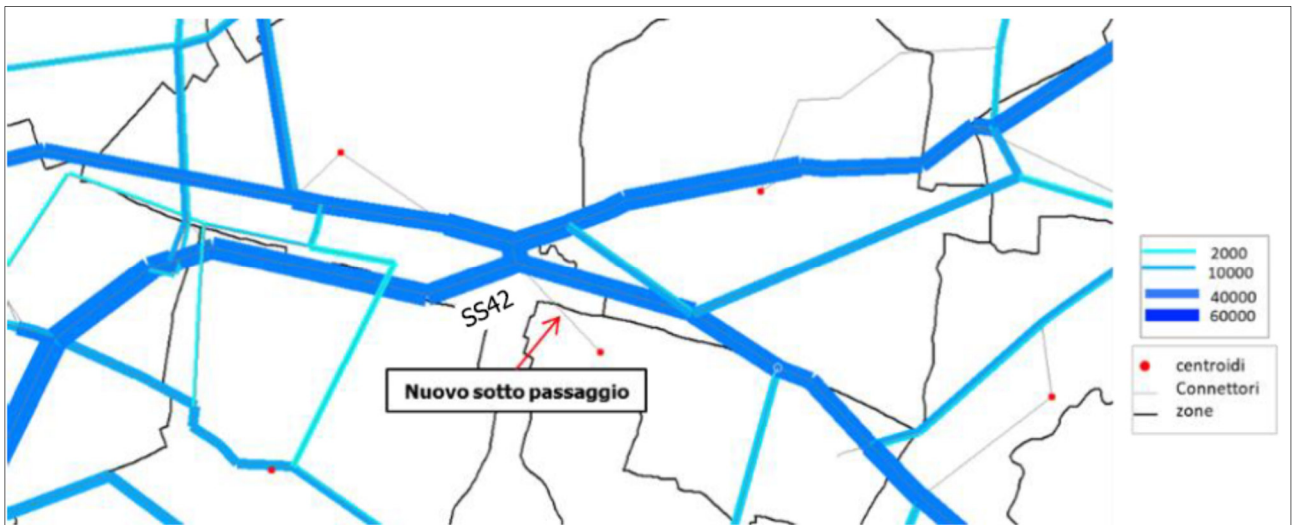 SS42
Nuovo sotto passaggio
2000
10000
40000
60000
centroidi
Connettori
zone